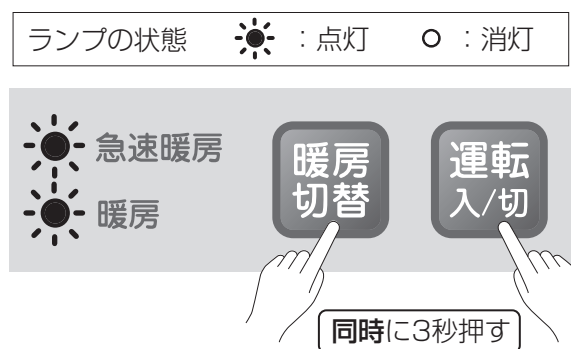 ランプの状態 ：点灯 ：消灯
急速暖房
暖房
暖房
切替
運転
入/切
同時に3秒押す